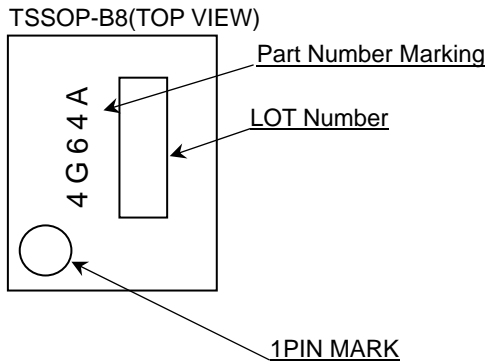 TSSOP-B8(TOP VIEW)
Part Number Marking
4G64A
LOT Number
1PIN MARK